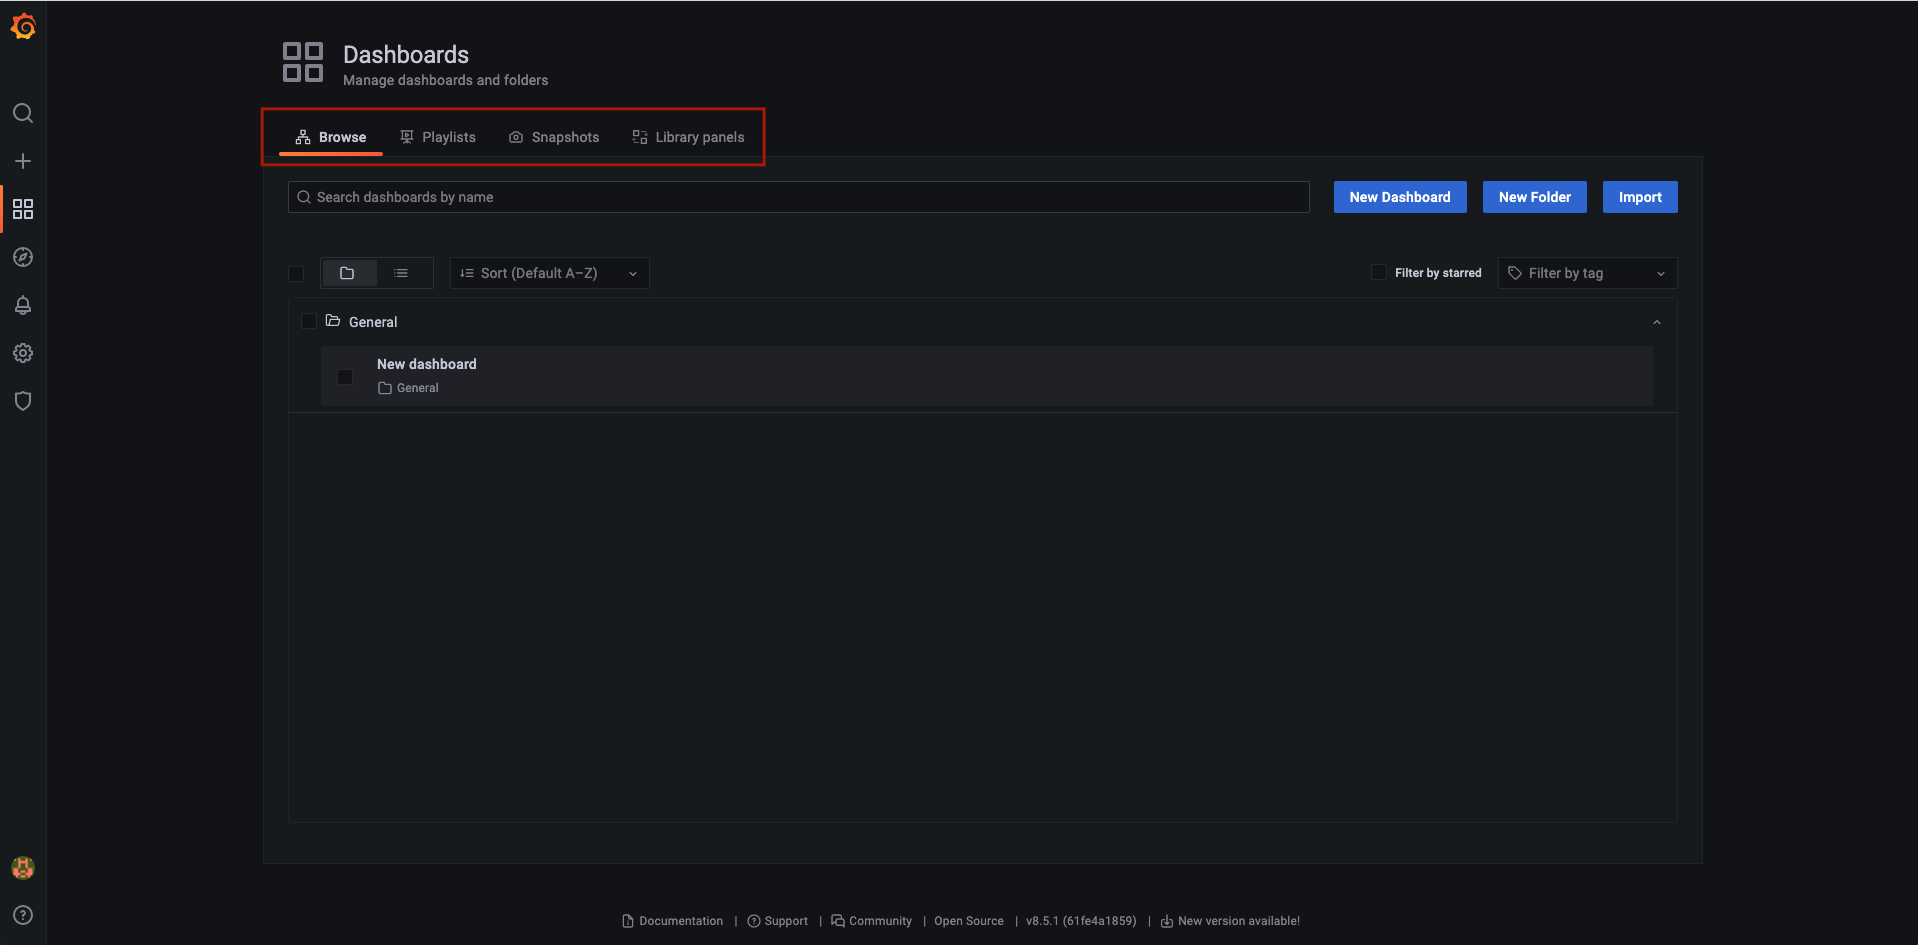 Dashboards
Manage dashboards and folders
Browse Playlists Snapshots Library panels
Search dashboards by name New Dashboard New Folder Import
Sort (Default A–Z) Filter by starred Filter by tag
General
New dashboard
General
Documentation | Support | Community | Open Source | v8.5.1 (61fe4a1859) | New version available!